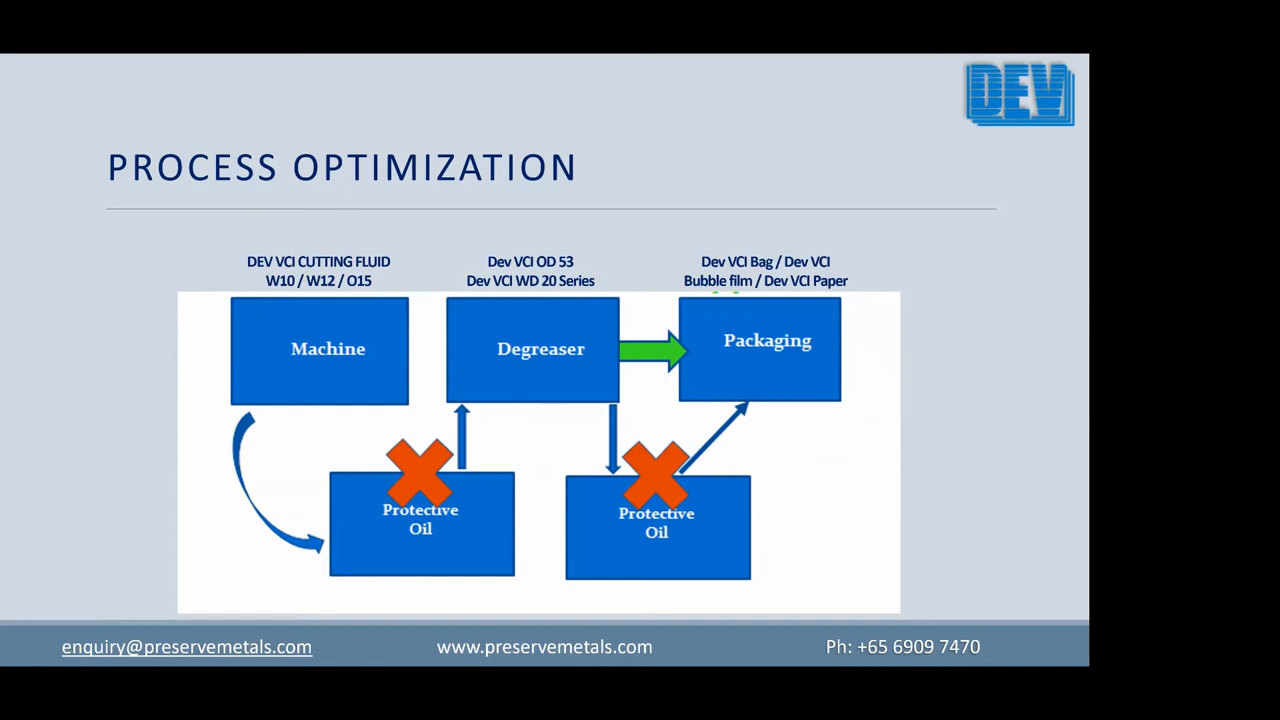 DEV
PROCESS OPTIMIZATION
DEV VCI CUTTING FLUID
W10 / W12 / O15
Dev VCI OD 53
Dev VCI WD 20 Series
Dev VCI Bag / Dev VCI
Bubble film / Dev VCI Paper
Machine
Degreaser
Packaging
Protective
Oil
Protective
Oil
enquiry@preservemetals.com
www.preservemetals.com
Ph: +65 6909 7470